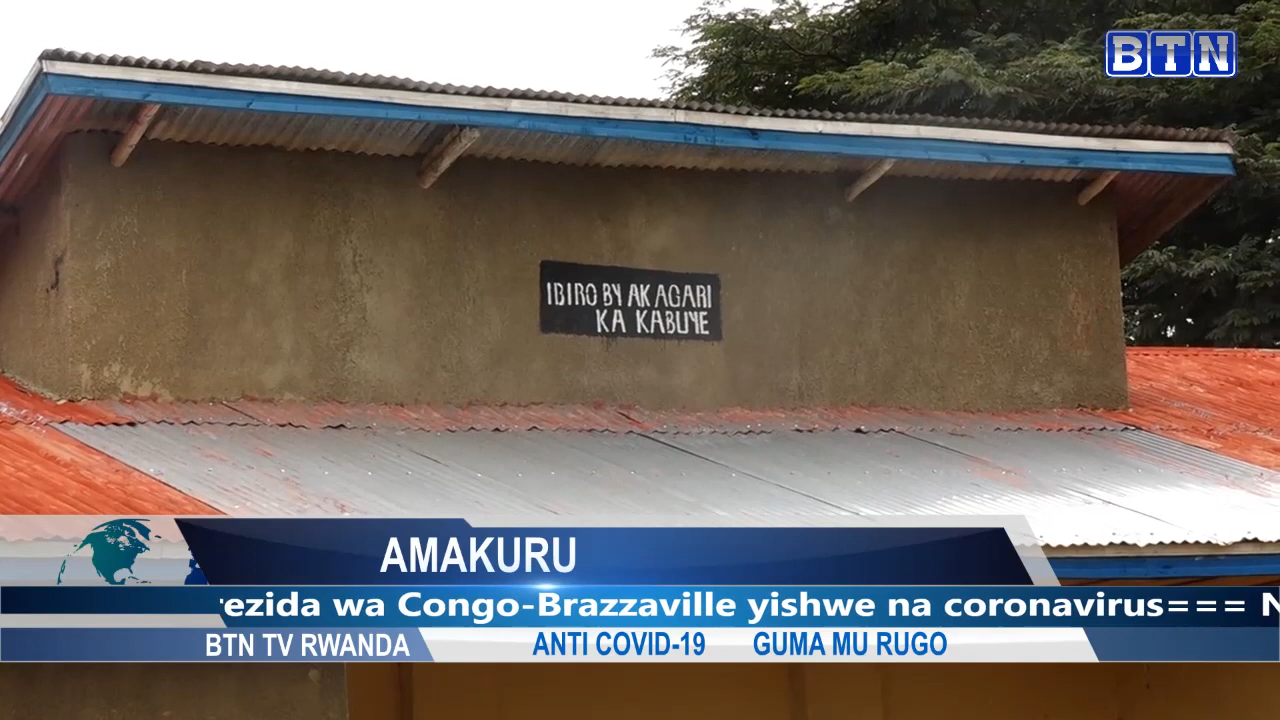 BTN
IBIRO BY AKAGARI
KA KABUYE
AMAKURU
rezida wa Congo-Brazzaville yishwe na coronavirus=== N
BTN TV RWANDA ANTI COVID-19 GUMA MU RUGO